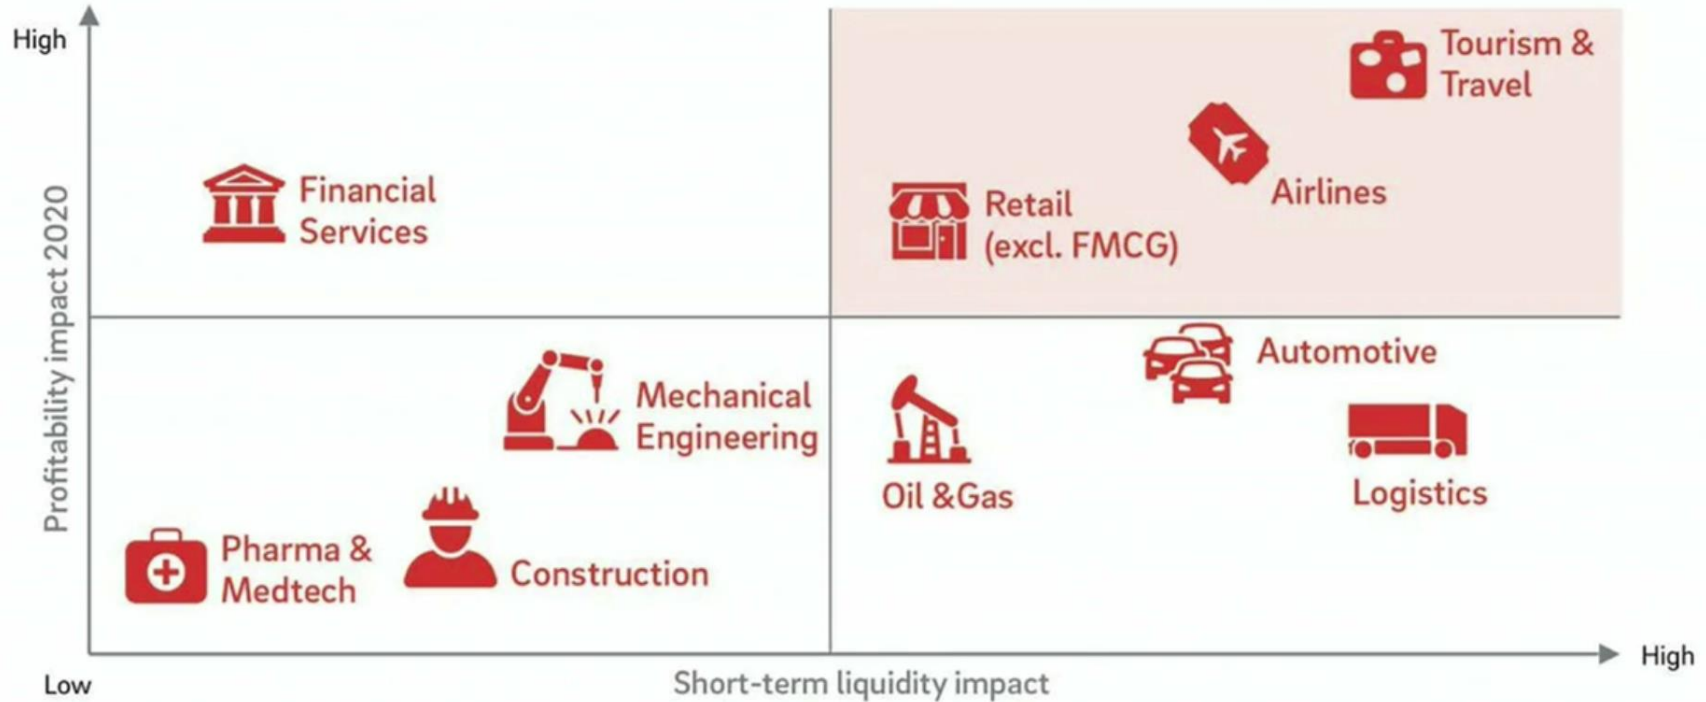 High
Tourism &
Travel
Airlines
Financial
Services
Retail
(excl. FMCG)
Profitability impact 2020
Automotive
Mechanical
Engineering
Oil &Gas
Logistics
Pharma &
Medtech
Construction
Low
Short-term liquidity impact
High